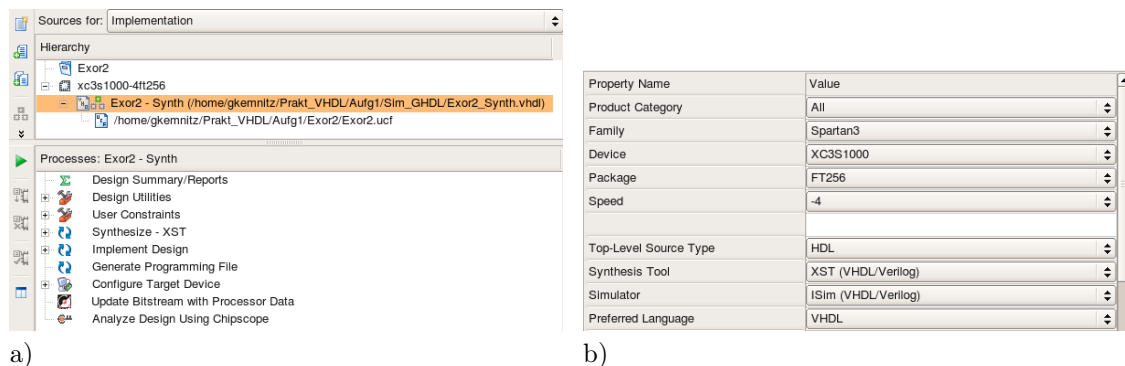 Sources for: Implementation
Hierarchy
Exor2
xc3s1000-4ft256
Exor2 - Synth (/home/gkemnitz/Prakt_VHDL/Aufg1/Sim_GHDL/Exor2_Synth.vhdl)
/home/gkemnitz/Prakt_VHDL/Aufg1/Exor2/Exor2.ucf
Processes: Exor2 - Synth
Design Summary/Reports
Design Utilities
User Constraints
Synthesize - XST
Implement Design
Generate Programming File
Configure Target Device
Update Bitstream with Processor Data
Analyze Design Using Chipscope
a)
Property Name Value
Product Category All
Family Spartan3
Device XC3S1000
Package FT256
Speed -4
Top-Level Source Type HDL
Synthesis Tool XST (VHDL/Verilog)
Simulator ISim (VHDL/Verilog)
Preferred Language VHDL
b)